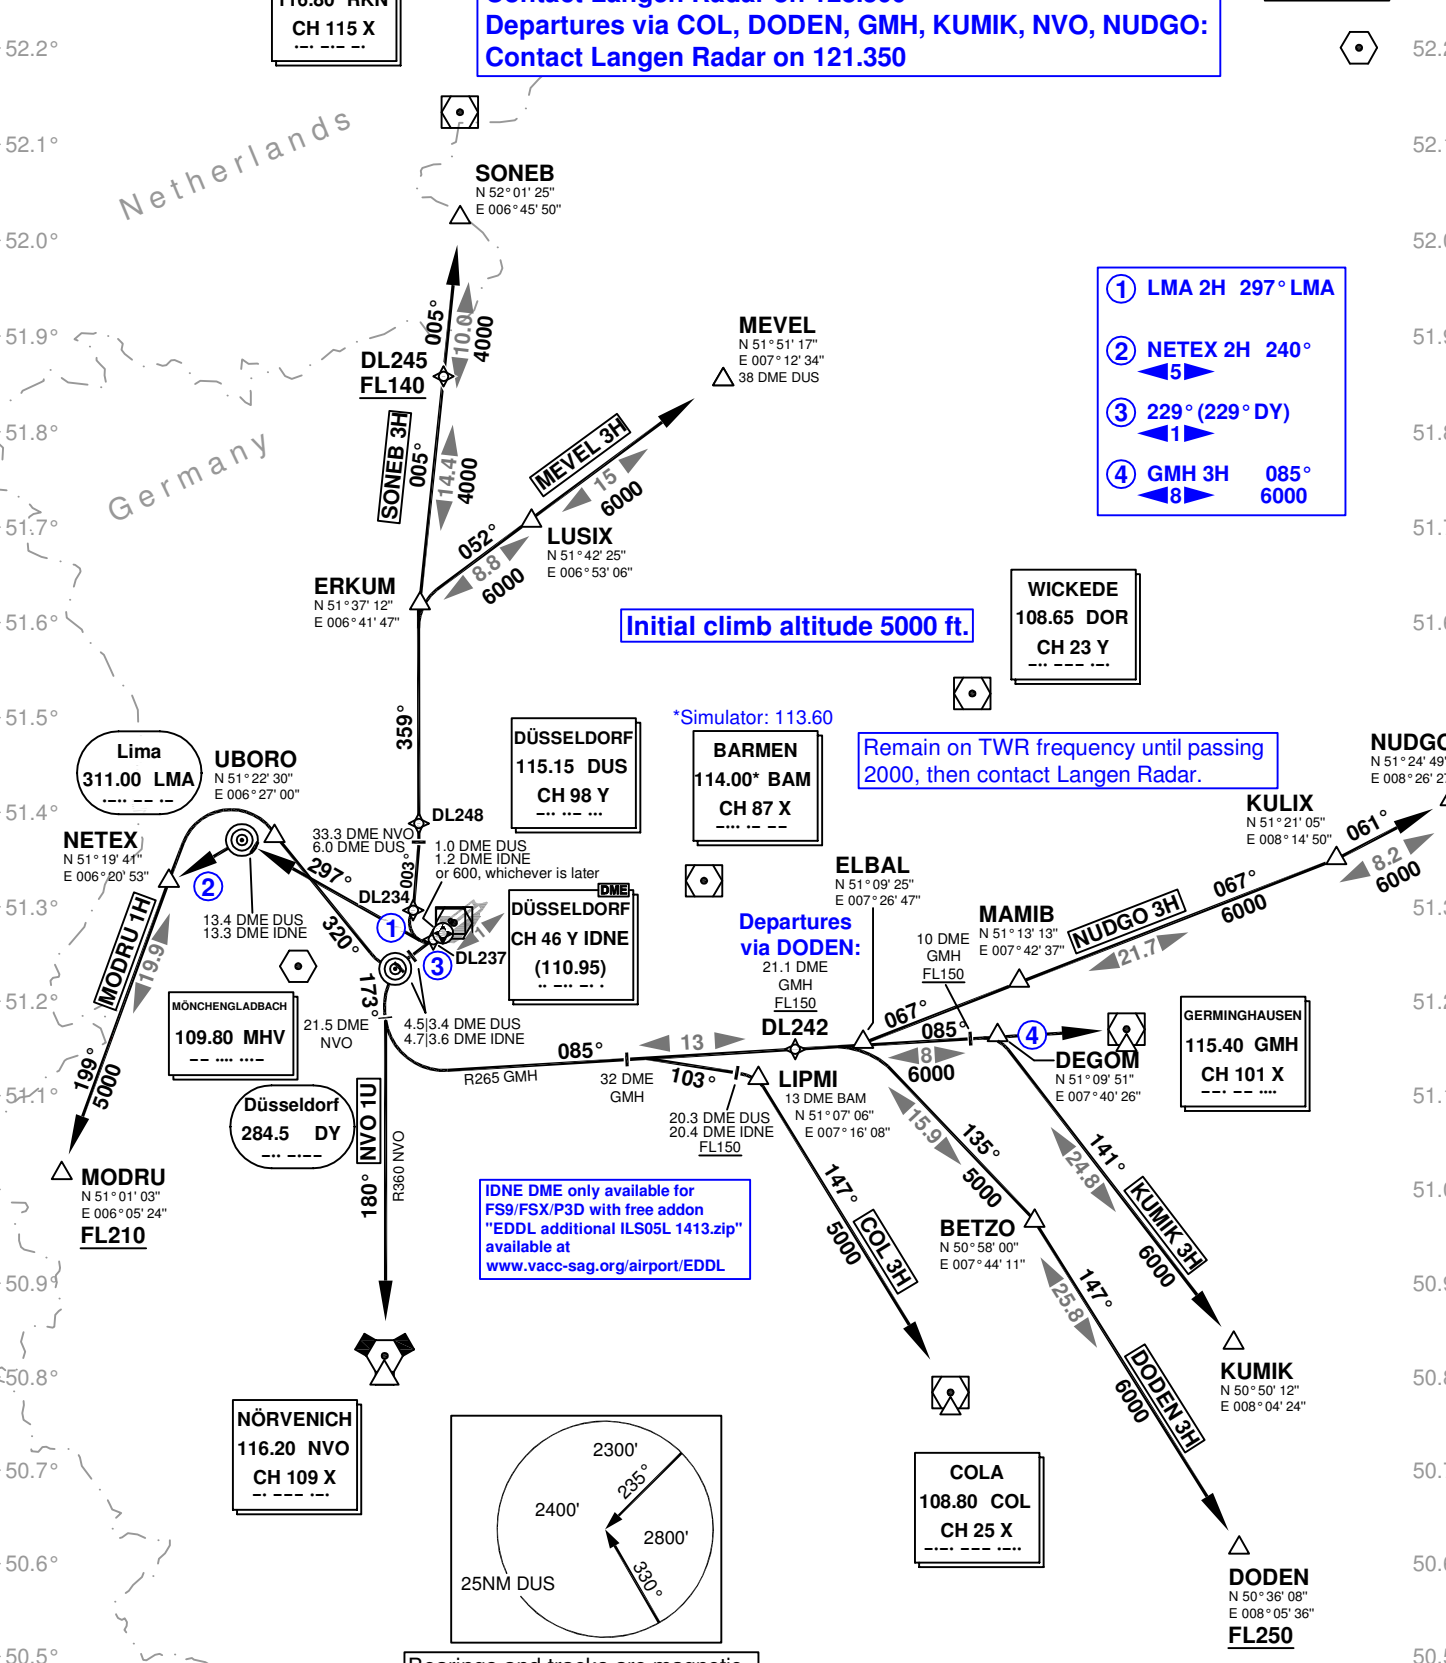 116.80 RKN
CH 115 X
Departures via COL, DODEN, GMH, KUMIK, NVO, NUDGO:
Contact Langen Radar on 121.350
52.2°
52.1°
52.0°
51.9°
51.8°
51.7°
51.6°
51.5°
51.4°
51.3°
51.2°
51.1°
51.0°
50.9°
50.8°
50.7°
50.6°
50.5°
Netherlands
Germany
SONEB
N 52°01' 25"
E 006°45' 50"
005°
10.0
4000
DL245
FL140
SONEB 3H
005°
14.4
4000
MEVEL
N 51°51' 17"
E 007°12' 34"
38 DME DUS
MEVEL 3H
15
6000
LUSIX
N 51°42' 25"
E 006°53' 06"
052°
8.8
6000
ERKUM
N 51°37' 12"
E 006°41' 47"
1 LMA 2H 297° LMA
2 NETEX 2H 240°
5
3 229° (229° DY)
1
4 GMH 3H 085°
8 6000
Initial climb altitude 5000 ft.
WICKEDE
108.65 DOR
CH 23 Y
359°
DÜSSELDORF
115.15 DUS
CH 98 Y
*Simulator: 113.60
BARMEN
114.00* BAM
CH 87 X
Remain on TWR frequency until passing
2000, then contact Langen Radar.
Lima
311.00 LMA
UBORO
N 51°22' 30"
E 006°27' 00"
NETEX
N 51°19' 41"
E 006°20' 53"
2
13.4 DME DUS
13.3 DME IDNE
33.3 DME NVO
6.0 DME DUS
DL248
1.0 DME DUS
1.2 DME IDNE
or 600, whichever is later
003°
DL234
297°
1
320°
3
DL237
1
DME
DÜSSELDORF
CH 46 Y IDNE
(110.95)
MODRU 1H
19.9
199°
5000
MODRU
N 51°01' 03"
E 006°05' 24"
FL210
MÖNCHENGLADBACH
109.80 MHV
173°
21.5 DME
NVO
4.5|3.4 DME DUS
4.7|3.6 DME IDNE
Düsseldorf
284.5 DY
NVO 1U
180°
R360 NVO
085°
R265 GMH
13
32 DME
GMH
103°
20.3 DME DUS
20.4 DME IDNE
FL150
LIPMI
13 DME BAM
N 51°07' 06"
E 007°16' 08"
147°
5000
COL 3H
Departures
via DODEN:
21.1 DME
GMH
FL150
DL242
ELBAL
N 51°09' 25"
E 007°26' 47"
10 DME
GMH
FL150
MAMIB
N 51°13' 13"
E 007°42' 37"
067°
085°
8
6000
NUDGO 3H
067°
6000
21.7
KULIX
N 51°21' 05"
E 008°14' 50"
061°
8.2
6000
NUDGO
N 51°24' 49"
4
DEGOM
N 51°09' 51"
E 007°40' 26"
GERMINGHAUSEN
115.40 GMH
CH 101 X
15.9
135°
5000
BETZO
N 50°58' 00"
E 007°44' 11"
141°
24.8
KUMIK 3H
6000
KUMIK
N 50°50' 12"
E 008°04' 24"
147°
25.8
DODEN 3H
6000
DODEN
N 50°36' 08"
E 008°05' 36"
FL250
IDNE DME only available for
FS9/FSX/P3D with free addon
"EDDL additional ILS05L 1413.zip"
available at
www.vacc-sag.org/airport/EDDL
NÖRVENICH
116.20 NVO
CH 109 X
COLA
108.80 COL
CH 25 X
2300'
235°
2400'
2800'
330°
25NM DUS
Bearings and tracks are magnetic